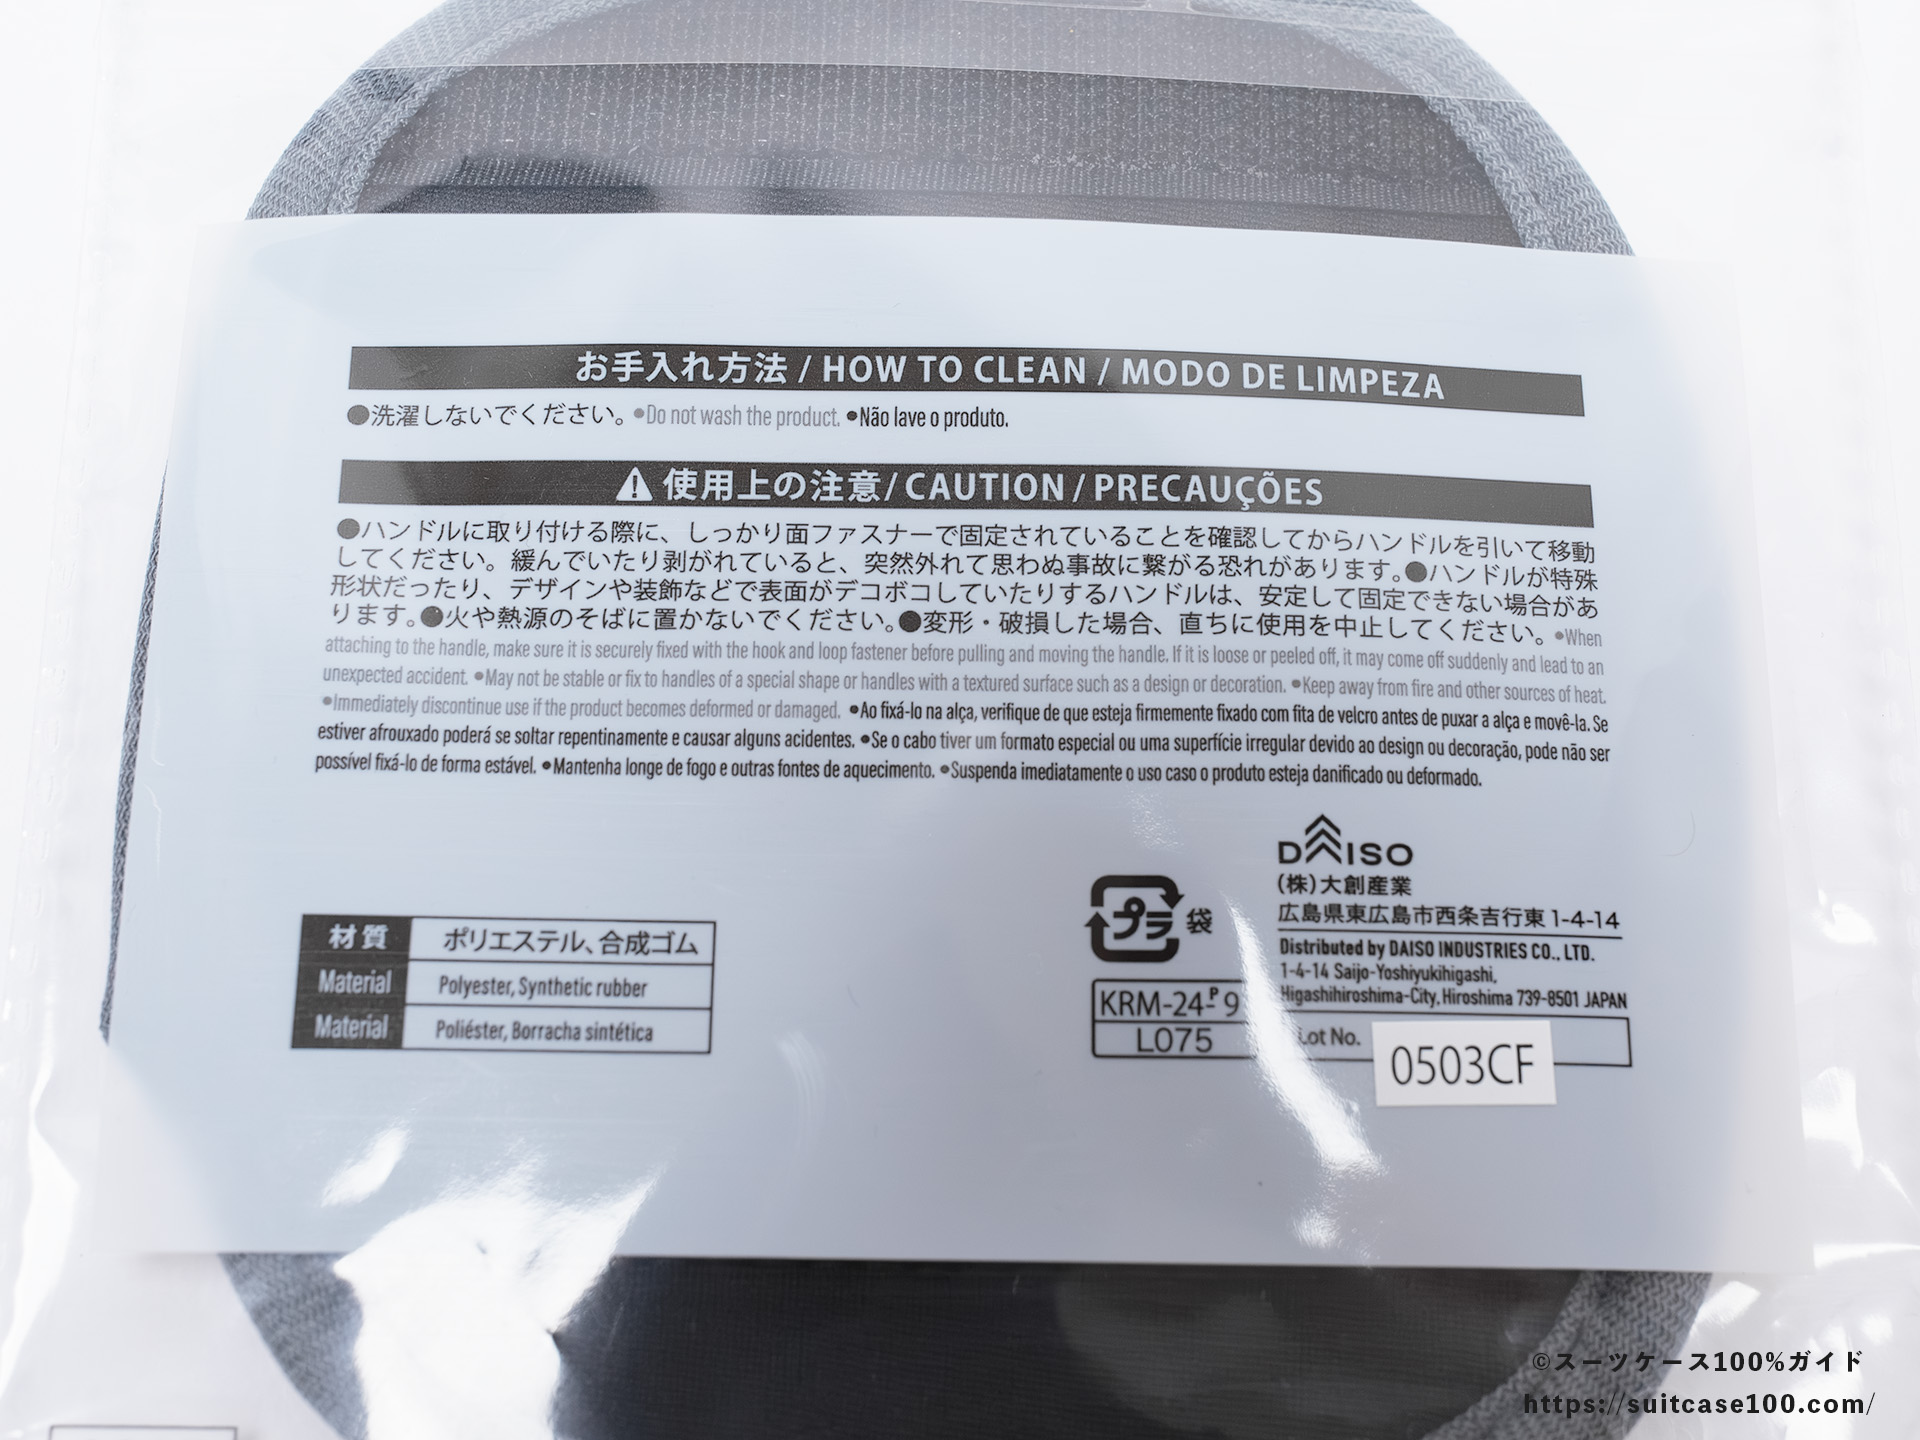 お手入れ方法 / HOW TO CLEAN / MODO DE LIMPEZA
●洗濯しないでください。●Do not wash the product. ●Não lave o produto.
⚠使用上の注意/ CAUTION / PRECAUÇÕES
●ハンドルに取り付ける際に、しっかり面ファスナーで固定されていることを確認してからハンドルを引いて移動
してください。緩んでいたり剥がれていると、突然外れて思わぬ事故に繋がる恐れがあります。●ハンドルが特殊
形状だったり、デザインや装飾などで表面がデコボコしていたりするハンドルは、安定して固定できない場合があ
ります。●火や熱源のそばに置かないでください。●変形・破損した場合、直ちに使用を中止してください。●When
attaching to the handle, make sure it is securely fixed with the hook and loop fastener before pulling and moving the handle. If it is loose or peeled off, it may come off suddenly and lead to an
unexpected accident. ●May not be stable or fix to handles of a special shape or handles with a textured surface such as a design or decoration. ●Keep away from fire and other sources of heat.
●Immediately discontinue use if the product becomes deformed or damaged. ●Ao fixá-lo na alça, verifique de que esteja firmemente fixado com fita de velcro antes de puxar a alça e movê-la. Se
estiver afrouxado poderá se soltar repentinamente e causar alguns acidentes. ●Se o cabo tiver um formato especial ou uma superfície irregular devido ao design ou decoração, pode não ser
possível fixá-lo de forma estável. ●Mantenha longe de fogo e outras fontes de aquecimento. ●Suspenda imediatamente o uso caso o produto esteja danificado ou deformado.
DAISO
(株)大創産業
広島県東広島市西条吉行東1-4-14
Distributed by DAISO INDUSTRIES CO., LTD.
1-4-14 Saijo-Yoshiyukihigashi,
Higashihiroshima-City, Hiroshima 739-8501 JAPAN
プラ 袋
KRM-24-P9
L075
Lot No.
0503CF
材質 ポリエステル、合成ゴム
Material Polyester, Synthetic rubber
Material Poliéster, Borracha sintética
©スーツケース100%ガイド
https://suitcase100.com/